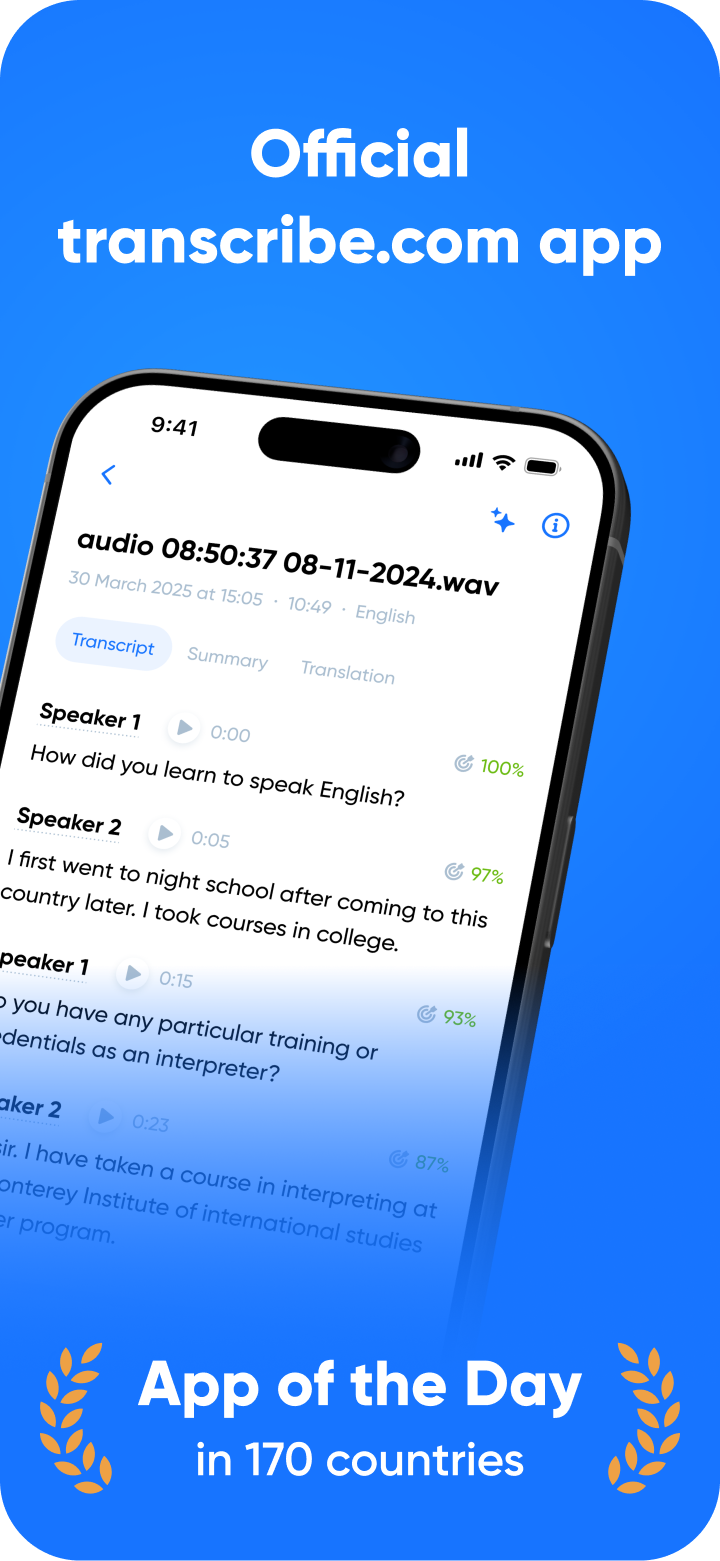 Official
transcribe.com app
9:41
audio 08:50:37 08-11-2024.wav
30 March 2025 at 15:05 · 10:49 · English
Transcript Summary Translation
Speaker 1 0:00 100%
How did you learn to speak English?
Speaker 2 0:05 97%
I first went to night school after coming to this
country later. I took courses in college.
peaker 1 0:15 93%
o you have any particular training or
edentials as an interpreter?
aker 2 0:23 87%
sir. I have taken a course in interpreting at
onterey Institute of international studies
er program.
App of the Day
in 170 countries